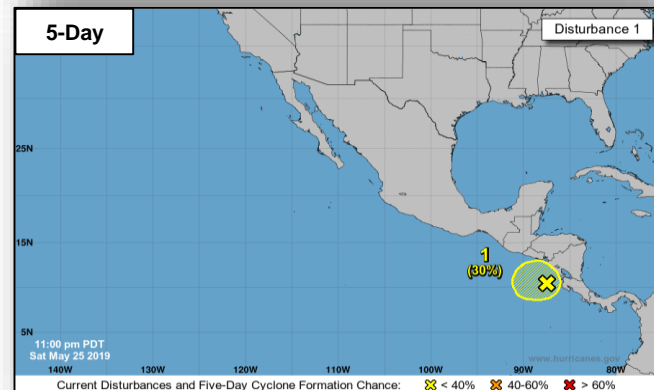 5-Day
Disturbance 1
25N
15N
1
(30%)
5N
11:00 pm PDT
Sat May 25 2019
www.hurricanes.gov
140W 130W 120W 110W 100W 90W 80W
Current Disturbances and Five-Day Cyclone Formation Chance: < 40% 40-60% > 60%